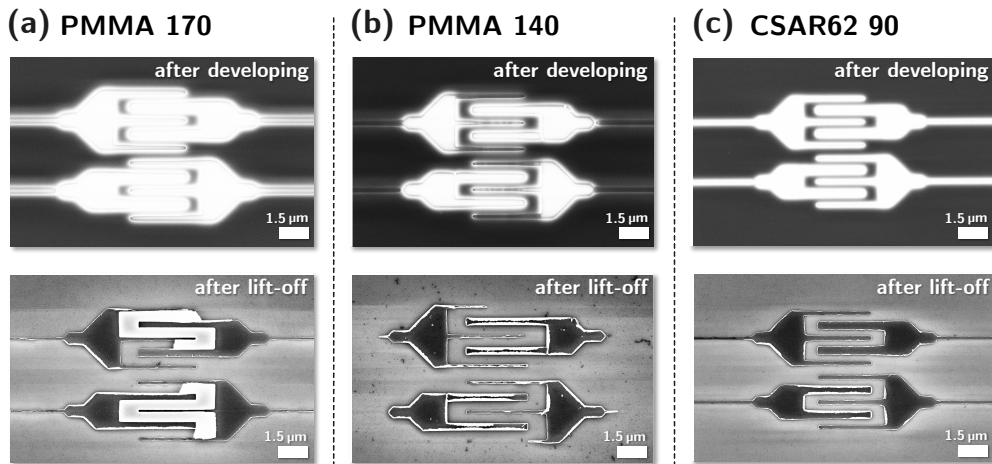 (a) PMMA 170
(b) PMMA 140
(c) CSAR62 90
after developing
after developing
after developing
1.5 µm
1.5 µm
1.5 µm
after lift-off
after lift-off
after lift-off
1.5 µm
1.5 µm
1.5 µm